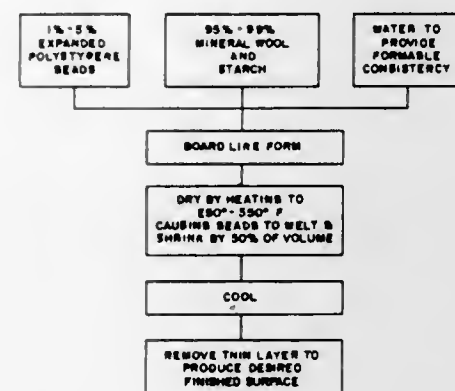 1%-5%
EXPANDED
POLYSTYRENE
BEADS
95%-99%
MINERAL WOOL
AND
STARCH
WATER TO
PROVIDE
FORMABLE
CONSISTENCY
BOARD LIKE FORM
DRY BY HEATING TO
CAUSING BEADS TO MELT &
SHRINK BY 50% OF VOLUME
COOL
REMOVE THIN LAYER TO
PRODUCE DESIRED
FINISHED SURFACE